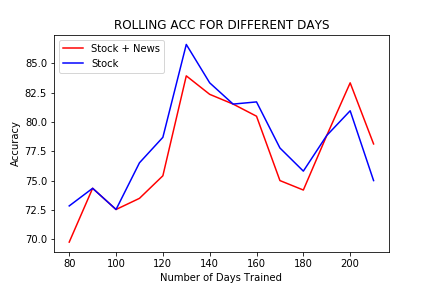 ROLLING ACC FOR DIFFERENT DAYS
Stock + News
Stock
Accuracy
85.0
82.5
80.0
77.5
75.0
72.5
70.0
80 100 120 140 160 180 200
Number of Days Trained